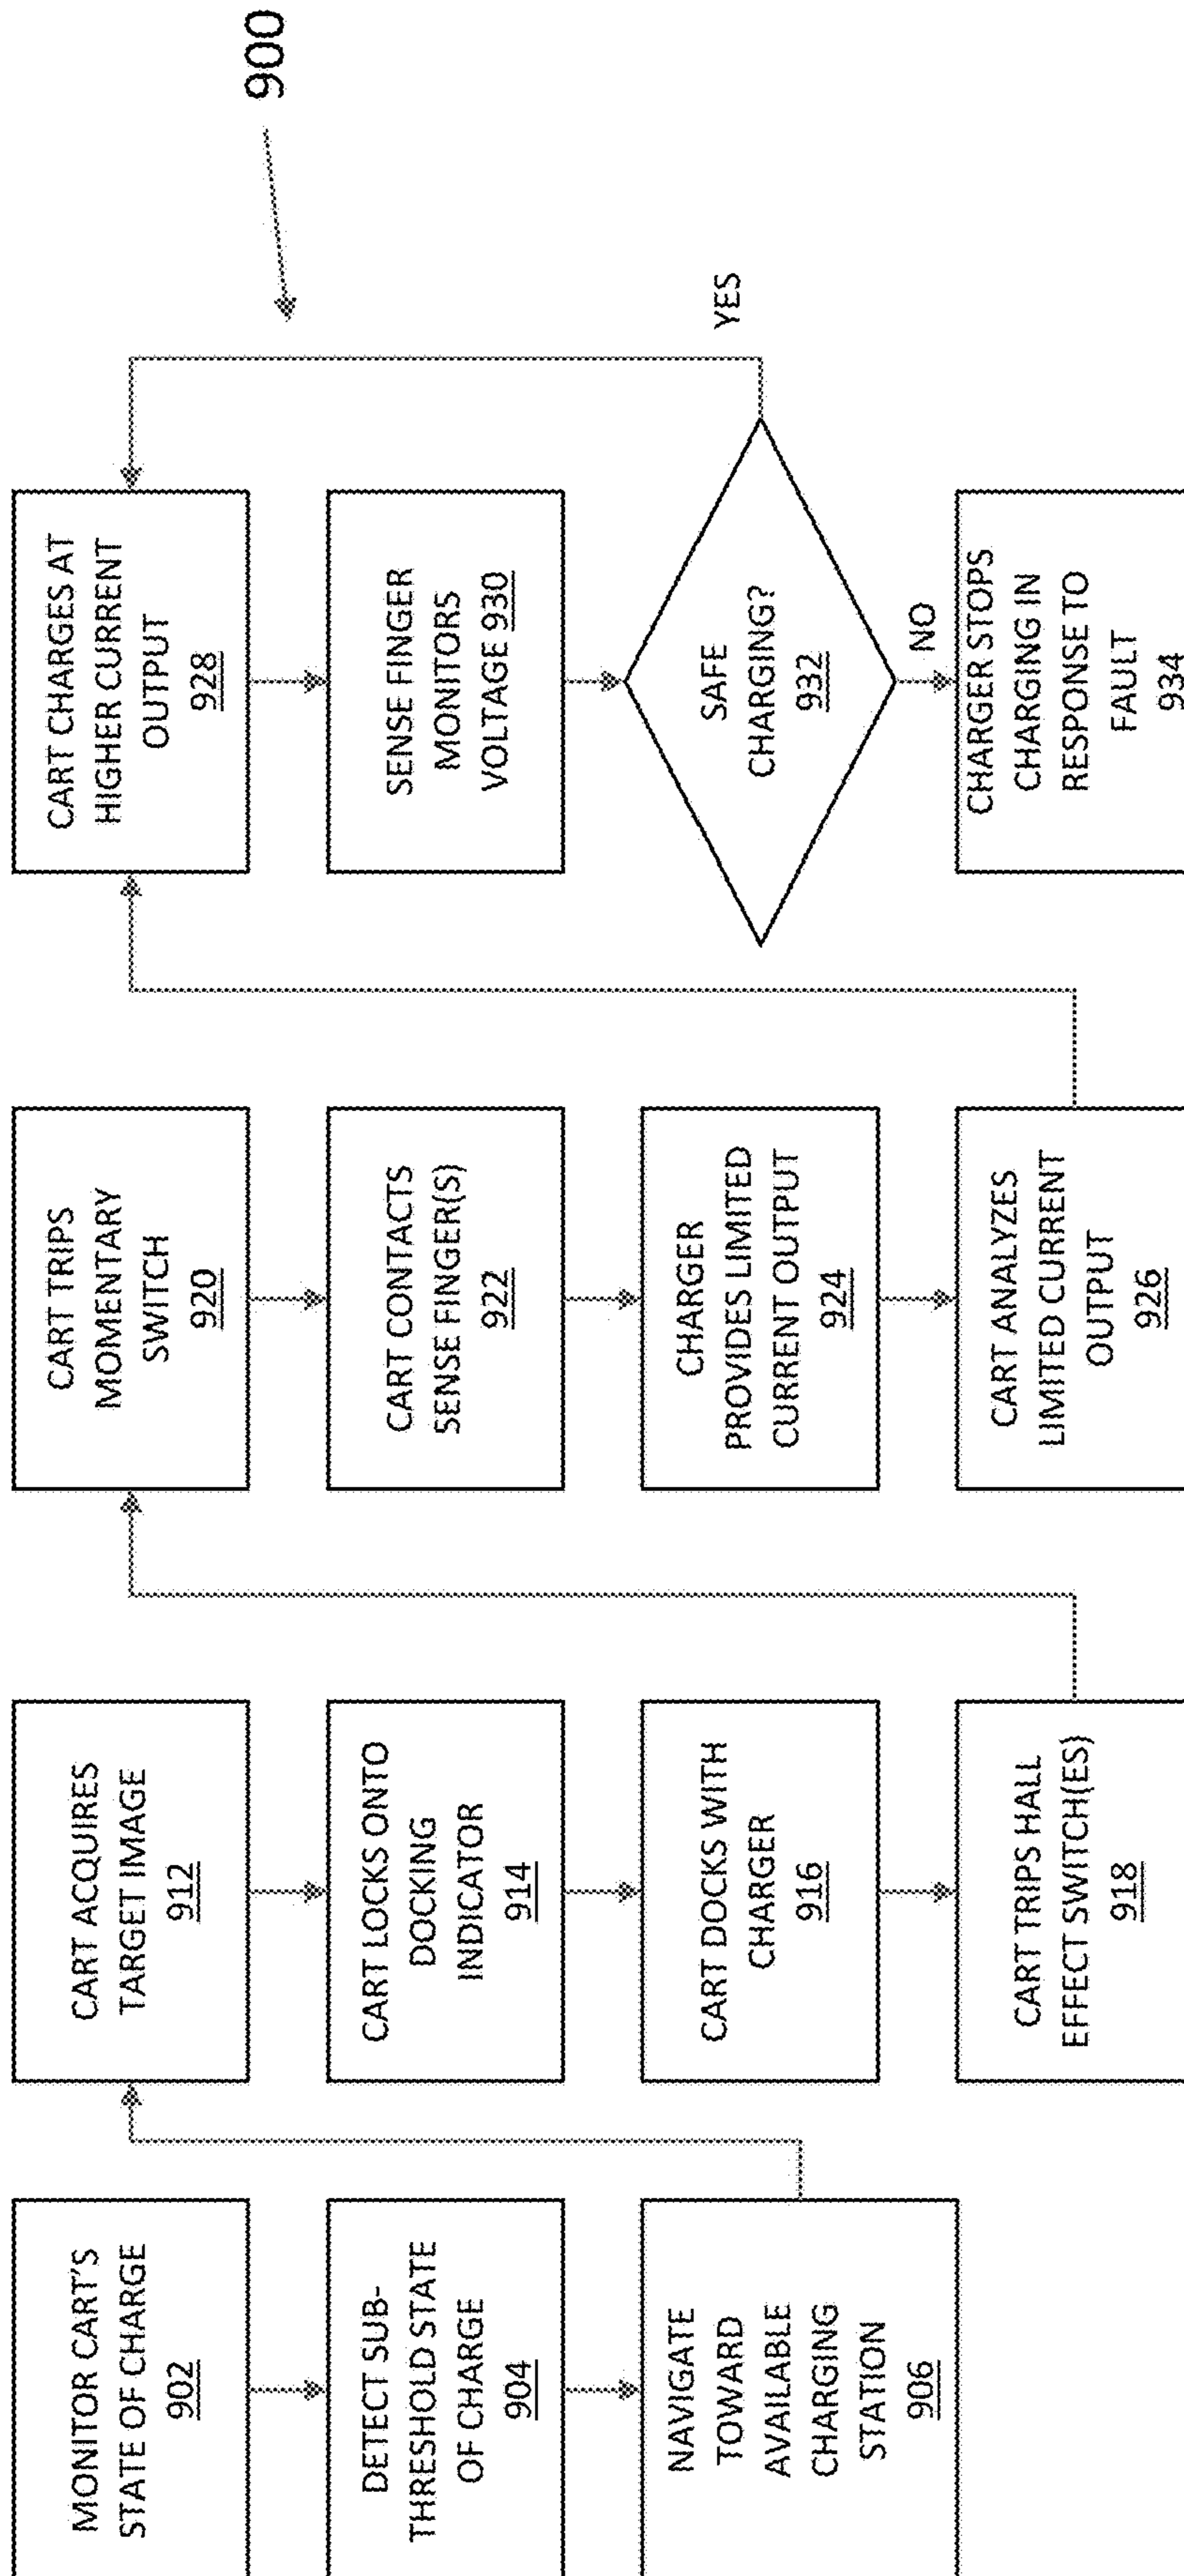 900
MONITOR CART'S
STATE OF CHARGE
902
DETECT SUB-
THRESHOLD STATE
OF CHARGE
904
NAVIGATE
TOWARD
AVAILABLE
CHARGING
STATION
906
CART ACQUIRES
TARGET IMAGE
912
CART LOCKS ONTO
DOCKING
INDICATOR
914
CART DOCKS WITH
CHARGER
916
CART TRIPS HALL
EFFECT SWITCH(ES)
918
CART TRIPS
MOMENTARY
SWITCH
920
CART CONTACTS
SENSE FINGER(S)
922
CHARGER
PROVIDES LIMITED
CURRENT OUTPUT
924
CART ANALYZES
LIMITED CURRENT
OUTPUT
926
CART CHARGES AT
HIGHER CURRENT
OUTPUT
928
SENSE FINGER
MONITORS
VOLTAGE 930
SAFE
CHARGING?
932
YES
NO
CHARGER STOPS
CHARGING IN
RESPONSE TO
FAULT
934